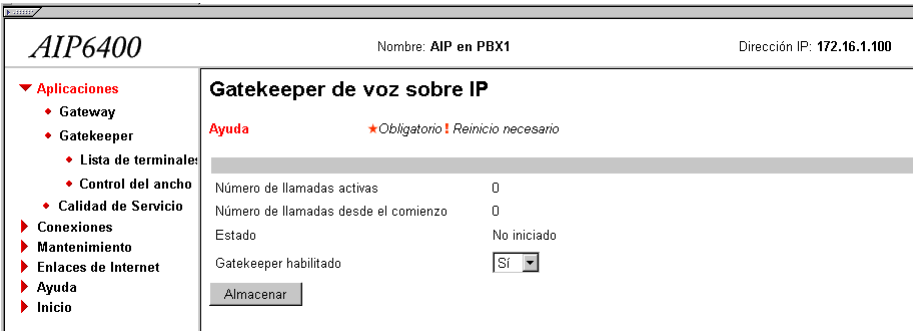 AIP6400
Nombre: AIP en PBX1
Dirección IP: 172.16.1.100
Aplicaciones
Gateway
Gatekeeper
Lista de terminales
Control del ancho
Calidad de Servicio
Conexiones
Mantenimiento
Enlaces de Internet
Ayuda
Inicio
Gatekeeper de voz sobre IP
Ayuda
★Obligatorio ! Reinicio necesario
Número de llamadas activas 0
Número de llamadas desde el comienzo 0
Estado No iniciado
Gatekeeper habilitado Sí
Almacenar